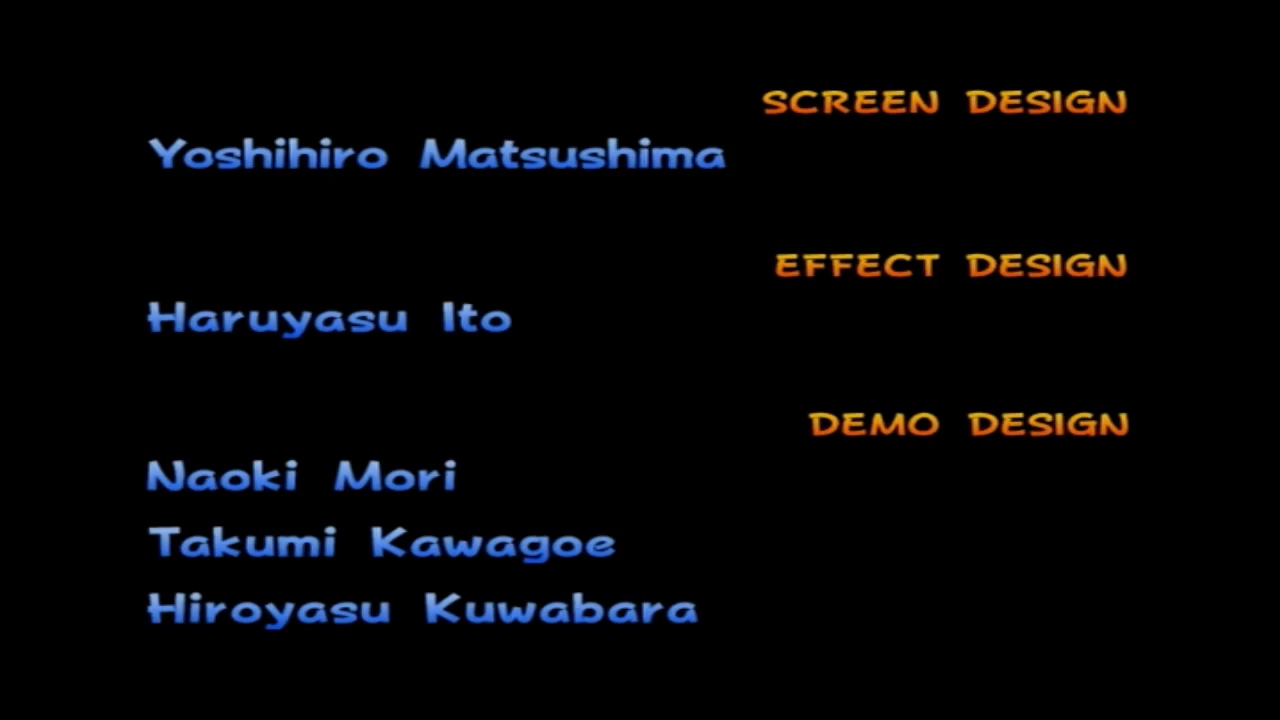 SCREEN DESIGN
Yoshihiro Matsushima
EFFECT DESIGN
Haruyasu Ito
DEMO DESIGN
Naoki Mori
Takumi Kawagoe
Hiroyasu Kuwabara